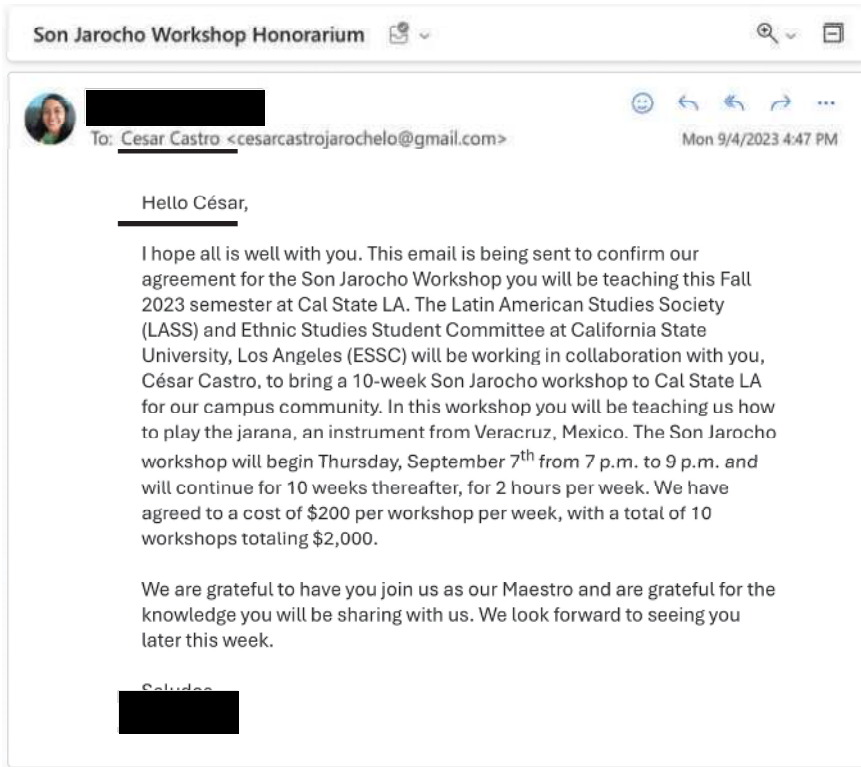 Son Jarocho Workshop Honorarium
To: Cesar Castro <cesarcastrojarochelo@gmail.com>
Mon 9/4/2023 4:47 PM
Hello César,
I hope all is well with you. This email is being sent to confirm our
agreement for the Son Jarocho Workshop you will be teaching this Fall
2023 semester at Cal State LA. The Latin American Studies Society
(LASS) and Ethnic Studies Student Committee at California State
University, Los Angeles (ESSC) will be working in collaboration with you,
César Castro, to bring a 10-week Son Jarocho workshop to Cal State LA
for our campus community. In this workshop you will be teaching us how
to play the jarana, an instrument from Veracruz, Mexico. The Son Jarocho
workshop will begin Thursday, September 7th from 7 p.m. to 9 p.m. and
will continue for 10 weeks thereafter, for 2 hours per week. We have
agreed to a cost of $200 per workshop per week, with a total of 10
workshops totaling $2,000.
We are grateful to have you join us as our Maestro and are grateful for the
knowledge you will be sharing with us. We look forward to seeing you
later this week.